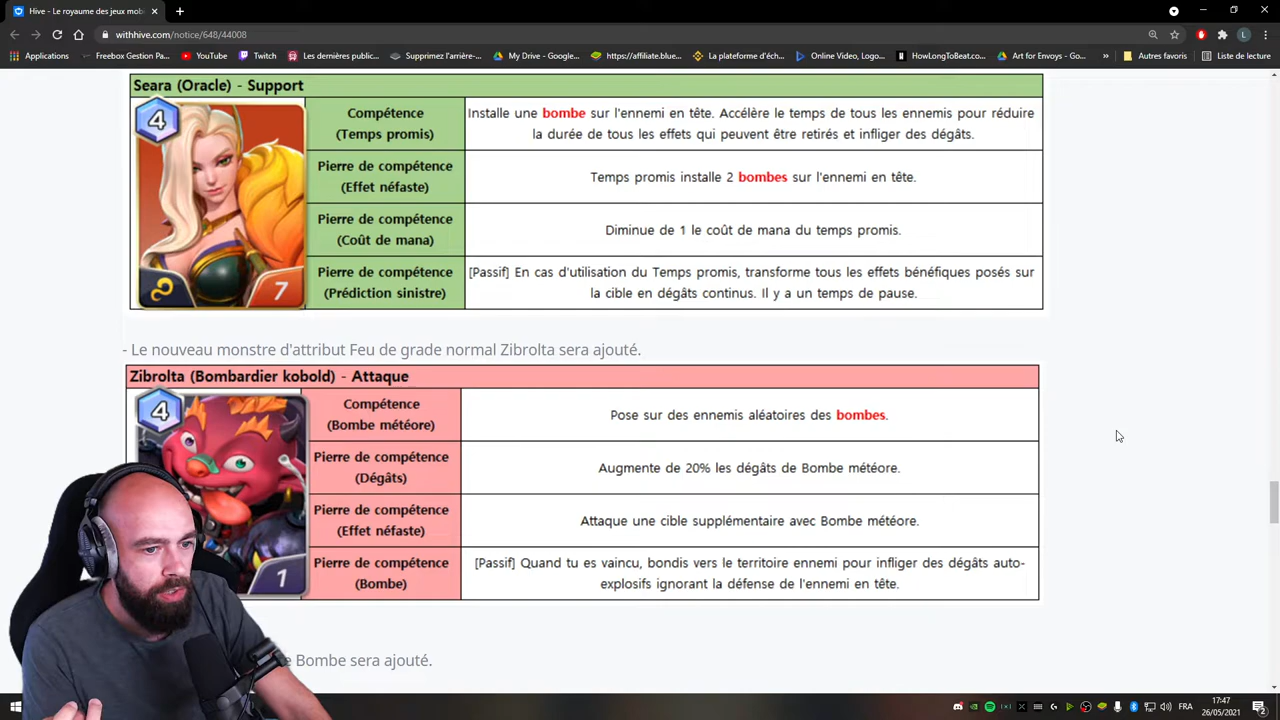 Hive - Le royaume des jeux mob
withhive.com/notice/648/44008
Applications
Freebox Gestion Pa...
YouTube
Twitch
Les dernières public...
Supprimez l'arrière-...
My Drive - Google...
https://affiliate.blue...
La plateforme d'éch...
Online Video, Logo...
HowLongToBeat.co...
Art for Envoys - Go...
»
Autres favoris
Liste de lecture
Seara (Oracle) - Support
4
7
Compétence
(Temps promis)
Installe une bombe sur l'ennemi en tête. Accélère le temps de tous les ennemis pour réduire
la durée de tous les effets qui peuvent être retirés et infliger des dégâts.
Pierre de compétence
(Effet néfaste)
Temps promis installe 2 bombes sur l'ennemi en tête.
Pierre de compétence
(Coût de mana)
Diminue de 1 le coût de mana du temps promis.
Pierre de compétence
(Prédiction sinistre)
[Passif] En cas d'utilisation du Temps promis, transforme tous les effets bénéfiques posés sur
la cible en dégâts continus. Il y a un temps de pause.
- Le nouveau monstre d'attribut Feu de grade normal Zibrolta sera ajouté.
Zibrolta (Bombardier kobold) - Attaque
4
1
Compétence
(Bombe météore)
Pose sur des ennemis aléatoires des bombes.
Pierre de compétence
(Dégâts)
Augmente de 20% les dégâts de Bombe météore.
Pierre de compétence
(Effet néfaste)
Attaque une cible supplémentaire avec Bombe météore.
Pierre de compétence
(Bombe)
[Passif] Quand tu es vaincu, bondis vers le territoire ennemi pour infliger des dégâts auto-
explosifs ignorant la défense de l'ennemi en tête.
Bombe sera ajouté.
FRA
17:47
26/05/2021